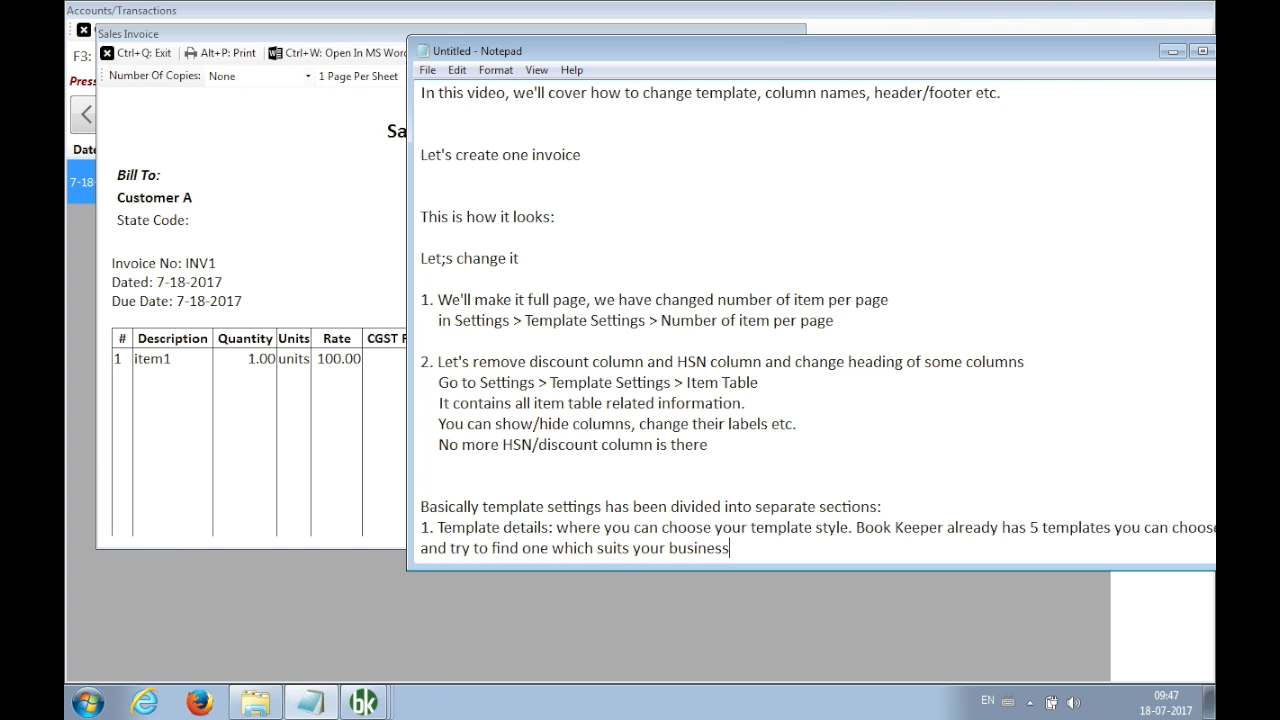 Accounts/Transactions
Sales Invoice
Ctrl+Q: Exit
Alt+P: Print
Ctrl+W: Open In MS Word
F3:
Number Of Copies: None
1 Page Per Sheet
Press
Date
7-18-
Bill To:
Customer A
State Code:
Invoice No: INV1
Dated: 7-18-2017
Due Date: 7-18-2017
# Description Quantity Units Rate CGST
1 item1 1.00 units 100.00
Untitled - Notepad
File Edit Format View Help
In this video, we'll cover how to change template, column names, header/footer etc.
Let's create one invoice
This is how it looks:
Let;s change it
1. We'll make it full page, we have changed number of item per page
in Settings > Template Settings > Number of item per page
2. Let's remove discount column and HSN column and change heading of some columns
Go to Settings > Template Settings > Item Table
It contains all item table related information.
You can show/hide columns, change their labels etc.
No more HSN/discount column is there
Basically template settings has been divided into separate sections:
1. Template details: where you can choose your template style. Book Keeper already has 5 templates you can choose
and try to find one which suits your business
bk
EN
09:47
18-07-2017